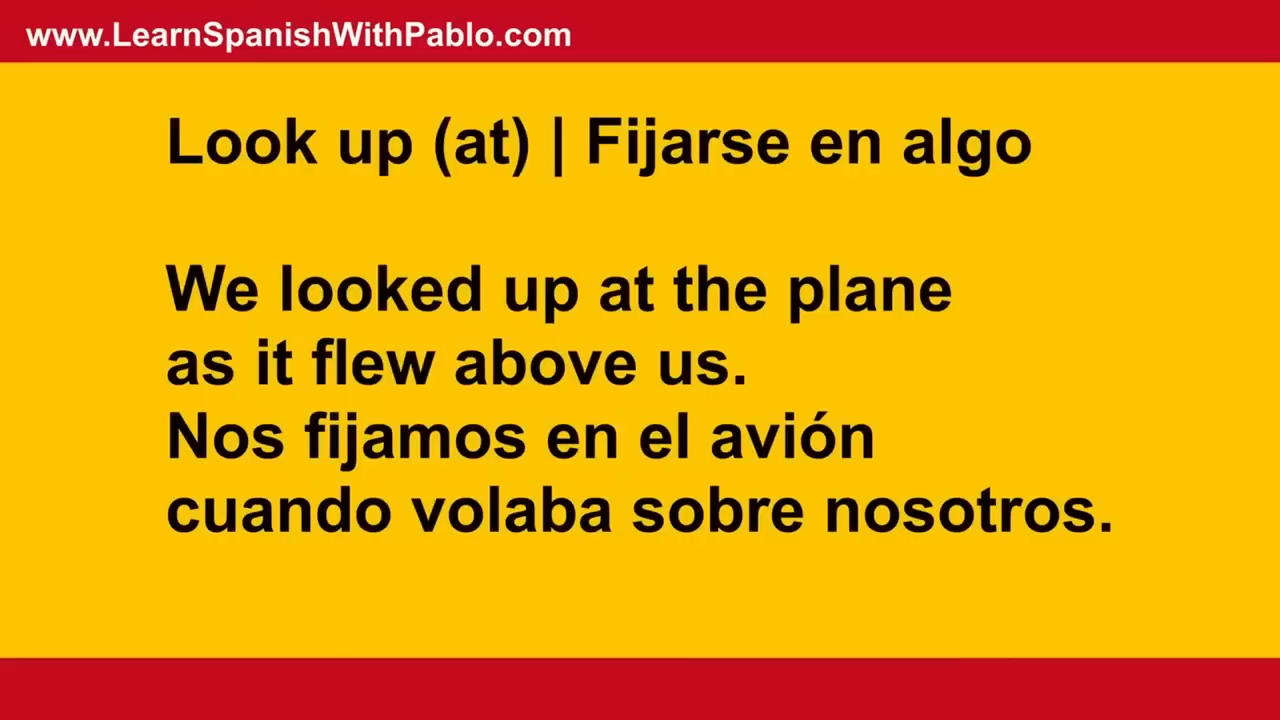 www.LearnSpanishWithPablo.com
Look up (at) | Fijarse en algo
We looked up at the plane
as it flew above us.
Nos fijamos en el avión
cuando volaba sobre nosotros.